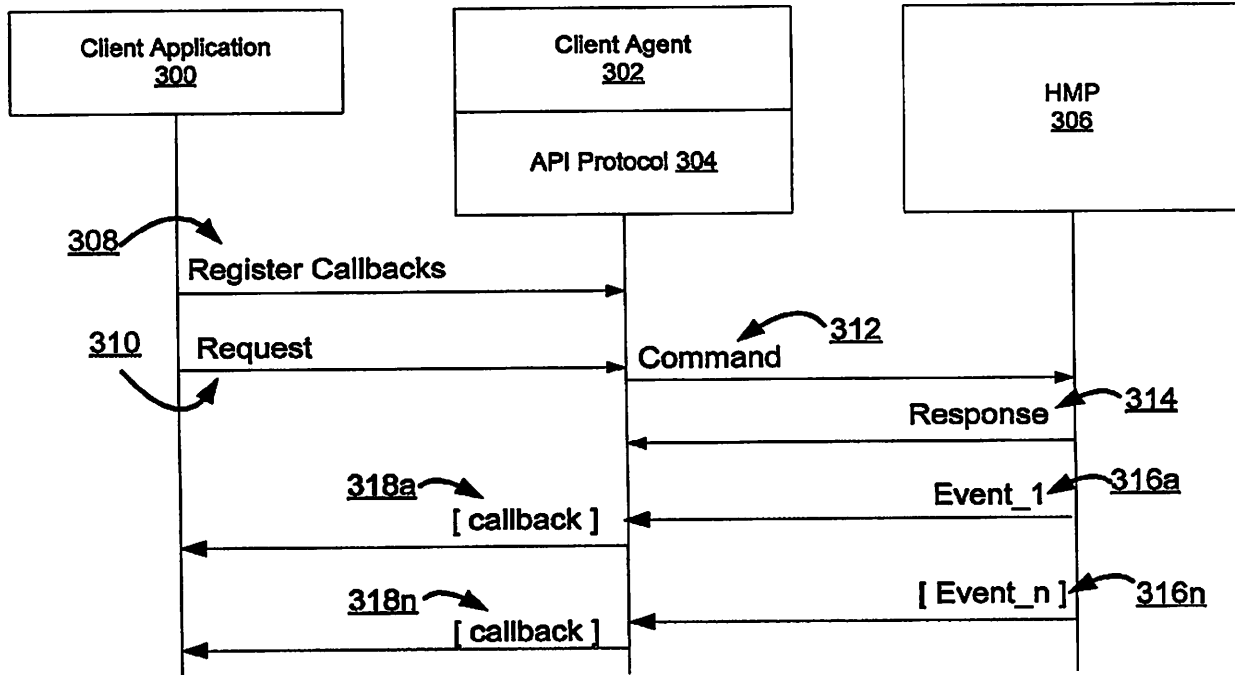 Client Application
300
Client Agent
302
API Protocol 304
HMP
306
308
Register Callbacks
310
Request
312
Command
314
Response
318a
[ callback ]
316a
Event_1
318n
[ callback ]
[ Event_n ]
316n